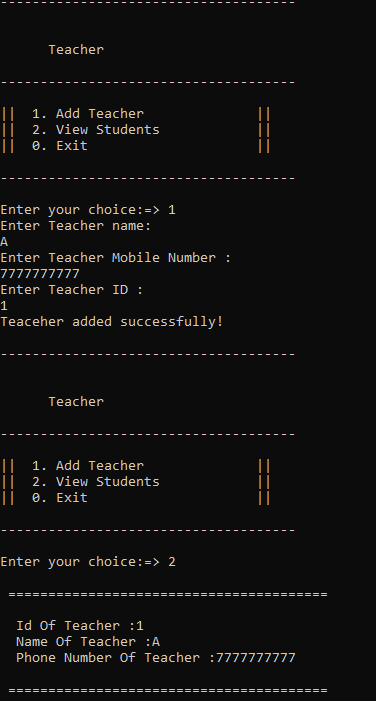 -------------------------------------
Teacher
-------------------------------------
||  1. Add Teacher              ||
||  2. View Students            ||
||  0. Exit                     ||
-------------------------------------
Enter your choice:=> 1
Enter Teacher name:
A
Enter Teacher Mobile Number :
7777777777
Enter Teacher ID :
1
Teaceher added successfully!
-------------------------------------
Teacher
-------------------------------------
||  1. Add Teacher              ||
||  2. View Students            ||
||  0. Exit                     ||
-------------------------------------
Enter your choice:=> 2
========================================
Id Of Teacher :1
Name Of Teacher :A
Phone Number Of Teacher :7777777777
========================================